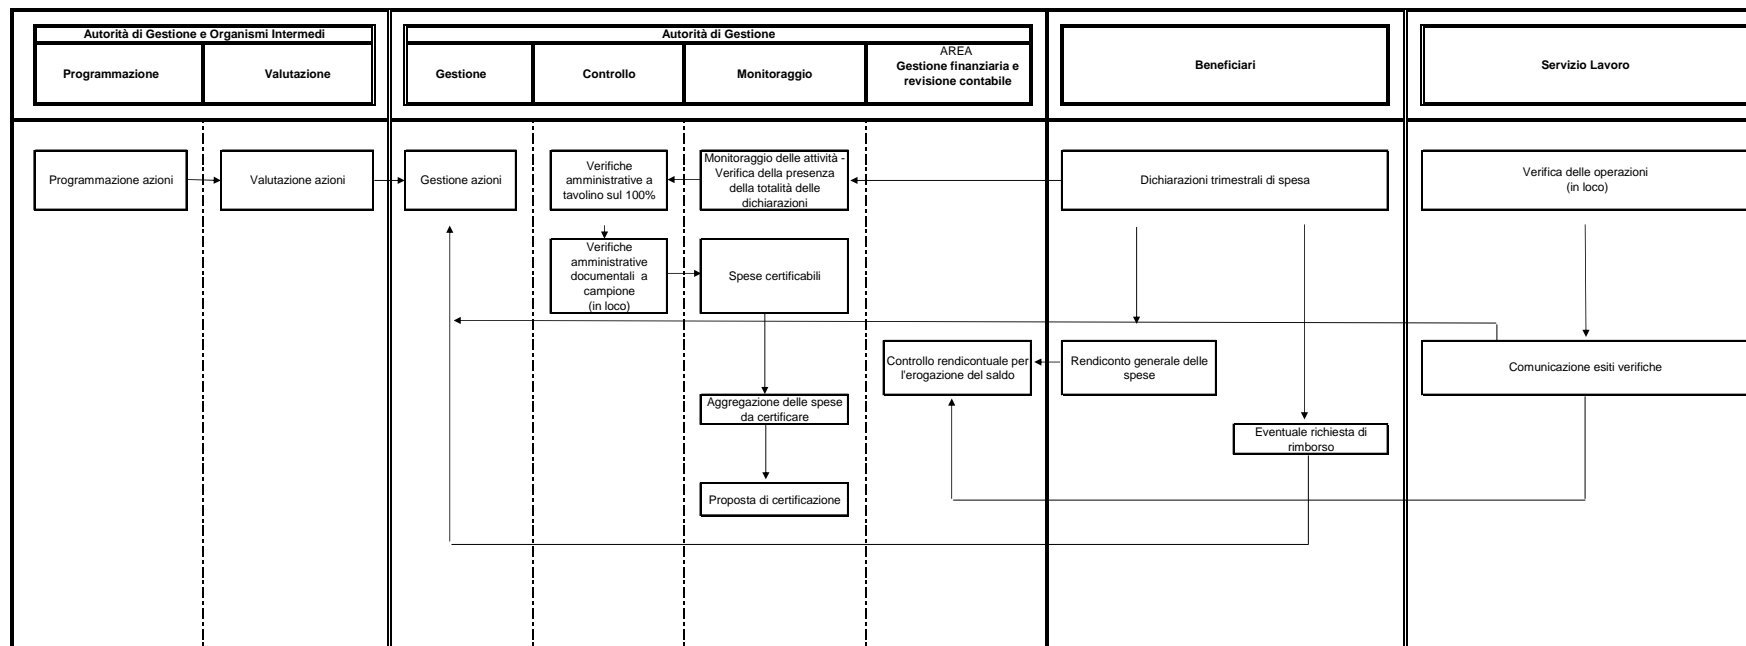 Autorità di Gestione e Organismi Intermedi
Autorità di Gestione
Programmazione
Valutazione
Gestione
Controllo
Monitoraggio
AREA
Gestione finanziaria e
revisione contabile
Beneficiari
Servizio Lavoro
Programmazione azioni
Valutazione azioni
Gestione azioni
Verifiche
amministrative a
tavolino sul 100%
Monitoraggio delle attività -
Verifica della presenza
della totalità delle
dichiarazioni
Dichiarazioni trimestrali di spesa
Verifica delle operazioni
(in loco)
Verifiche
amministrative
documentali a
campione
(in loco)
Spese certificabili
Controllo rendicontuale per
l'erogazione del saldo
Rendiconto generale delle
spese
Comunicazione esiti verifiche
Aggregazione delle spese
da certificare
Eventuale richiesta di
rimborso
Proposta di certificazione